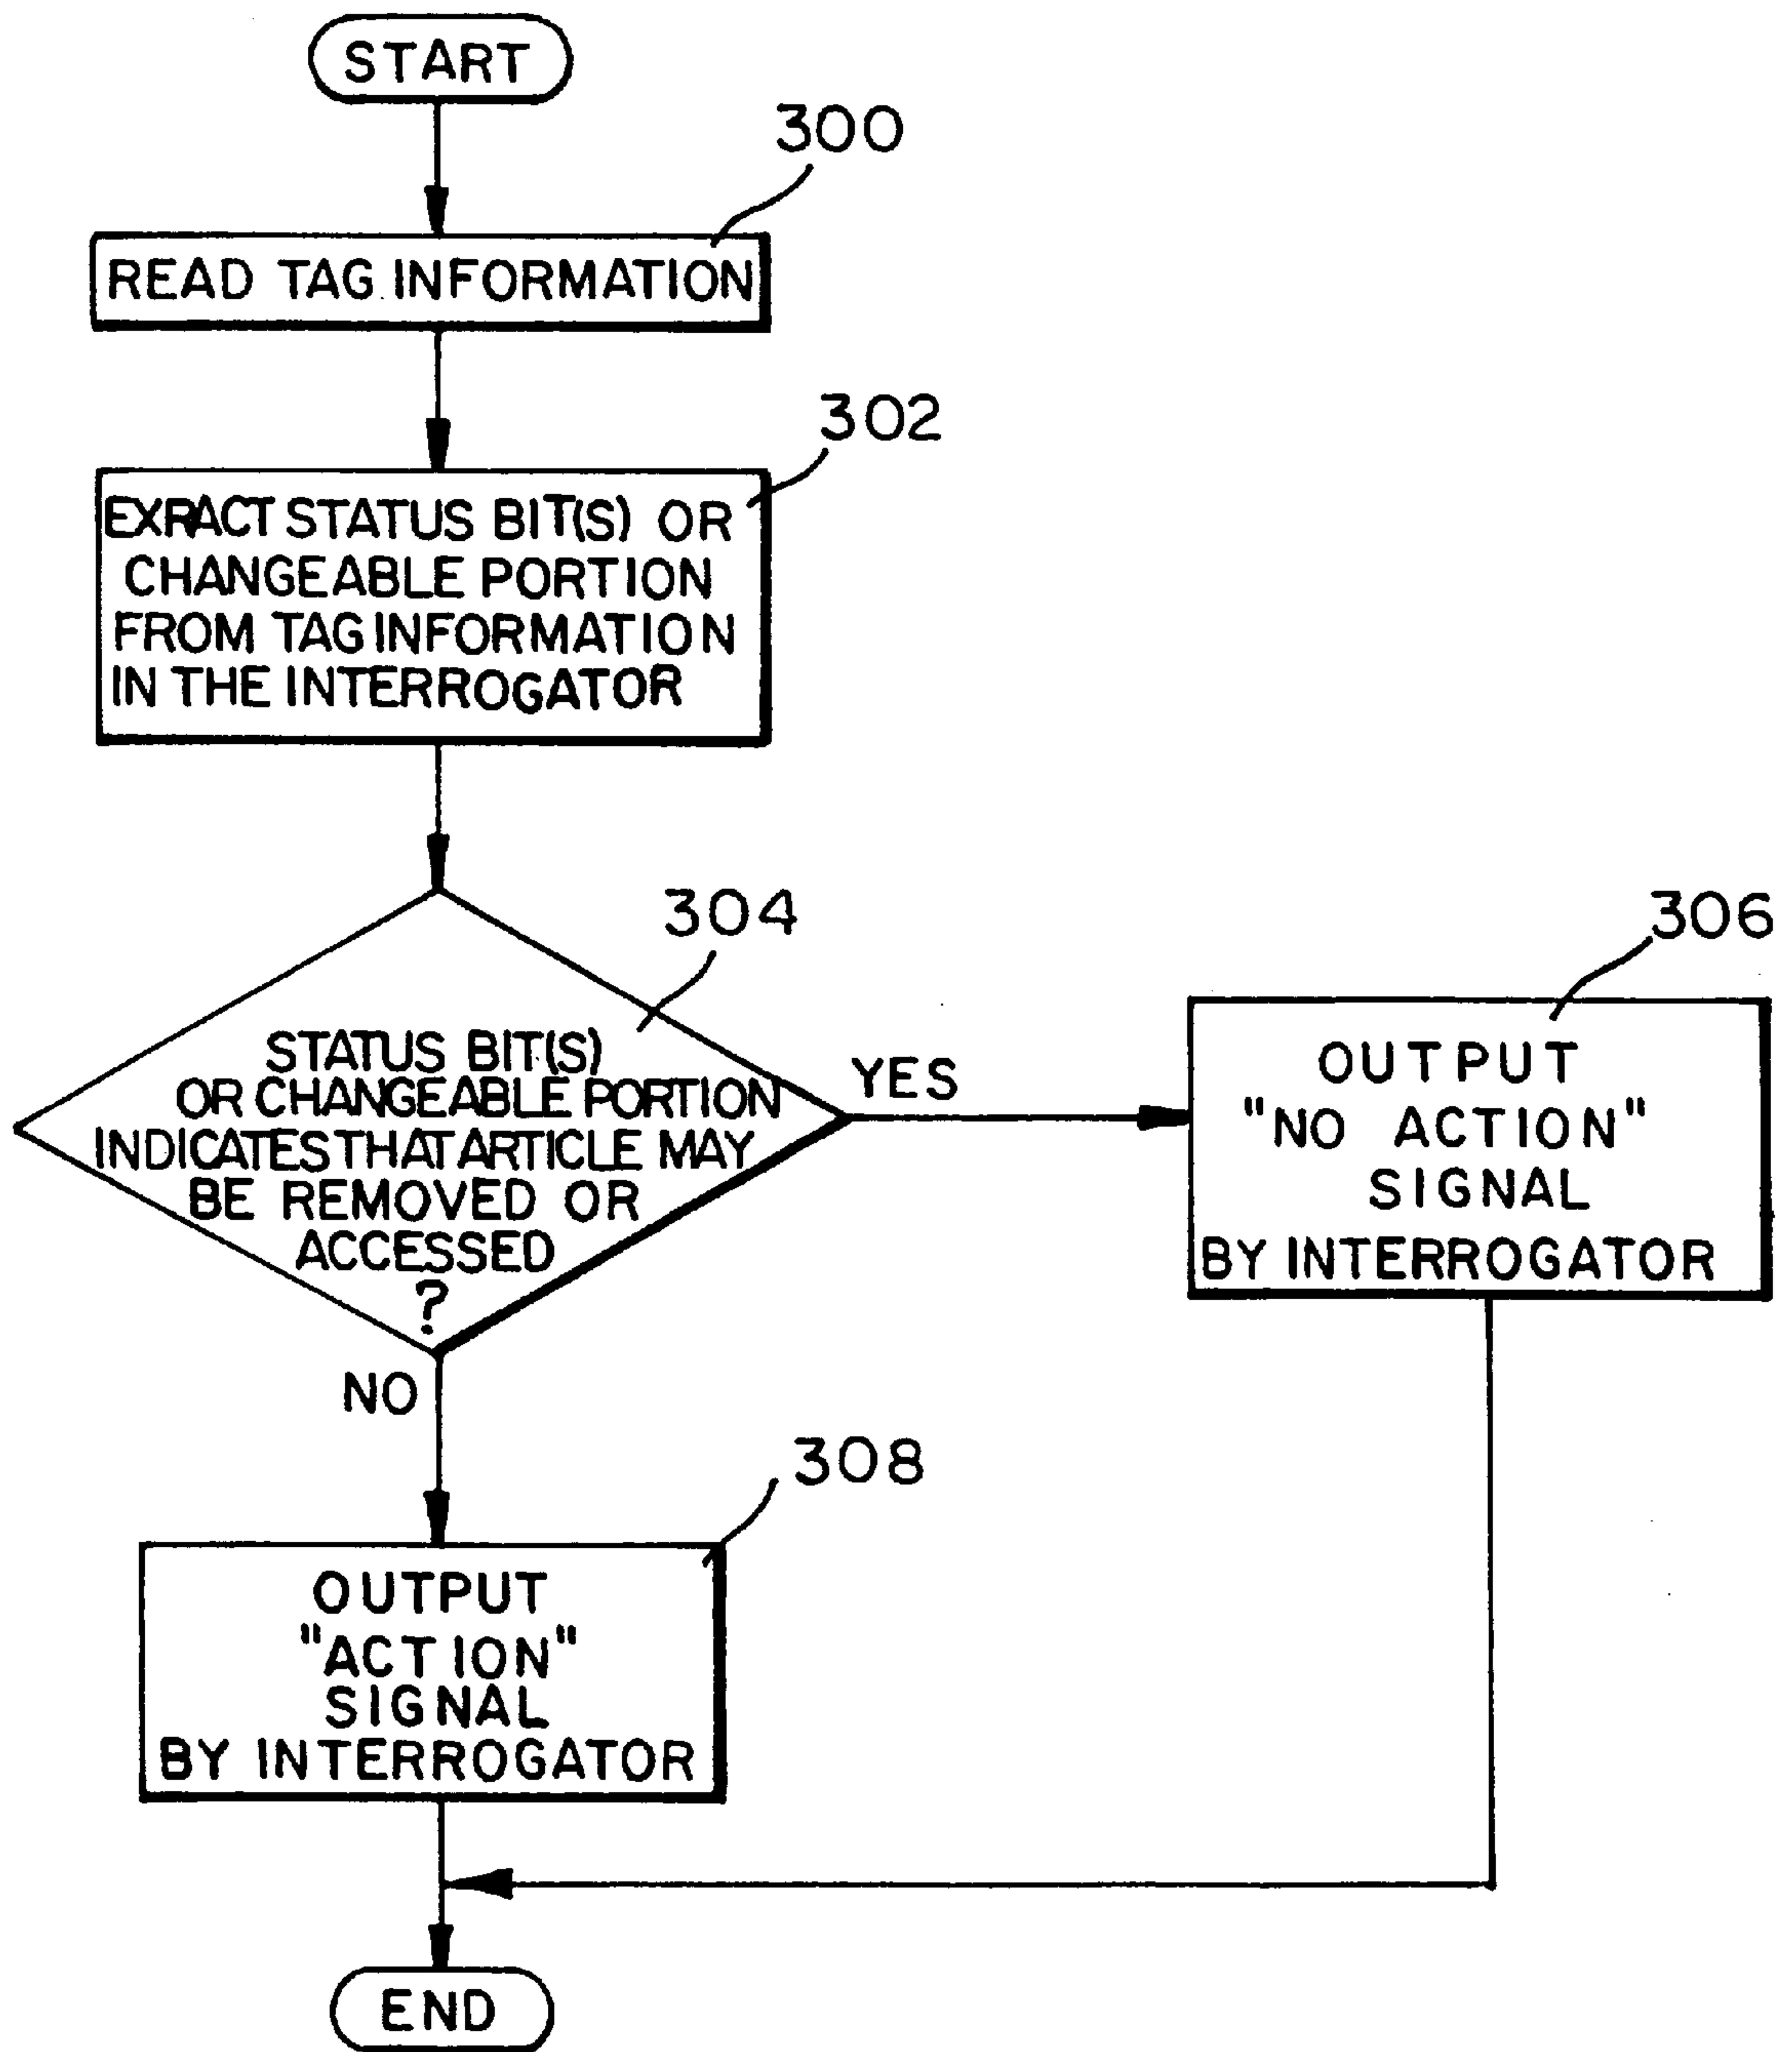 START
300
READ TAG INFORMATION
302
EXRACT STATUS BIT(S) OR
CHANGEABLE PORTION
FROM TAG INFORMATION
IN THE INTERROGATOR
304
STATUS BIT(S)
OR CHANGEABLE PORTION
INDICATES THAT ARTICLE MAY
BE REMOVED OR
ACCESSED
?
YES
306
OUTPUT
"NO ACTION"
SIGNAL
BY INTERROGATOR
NO
308
OUTPUT
"ACTION"
SIGNAL
BY INTERROGATOR
END